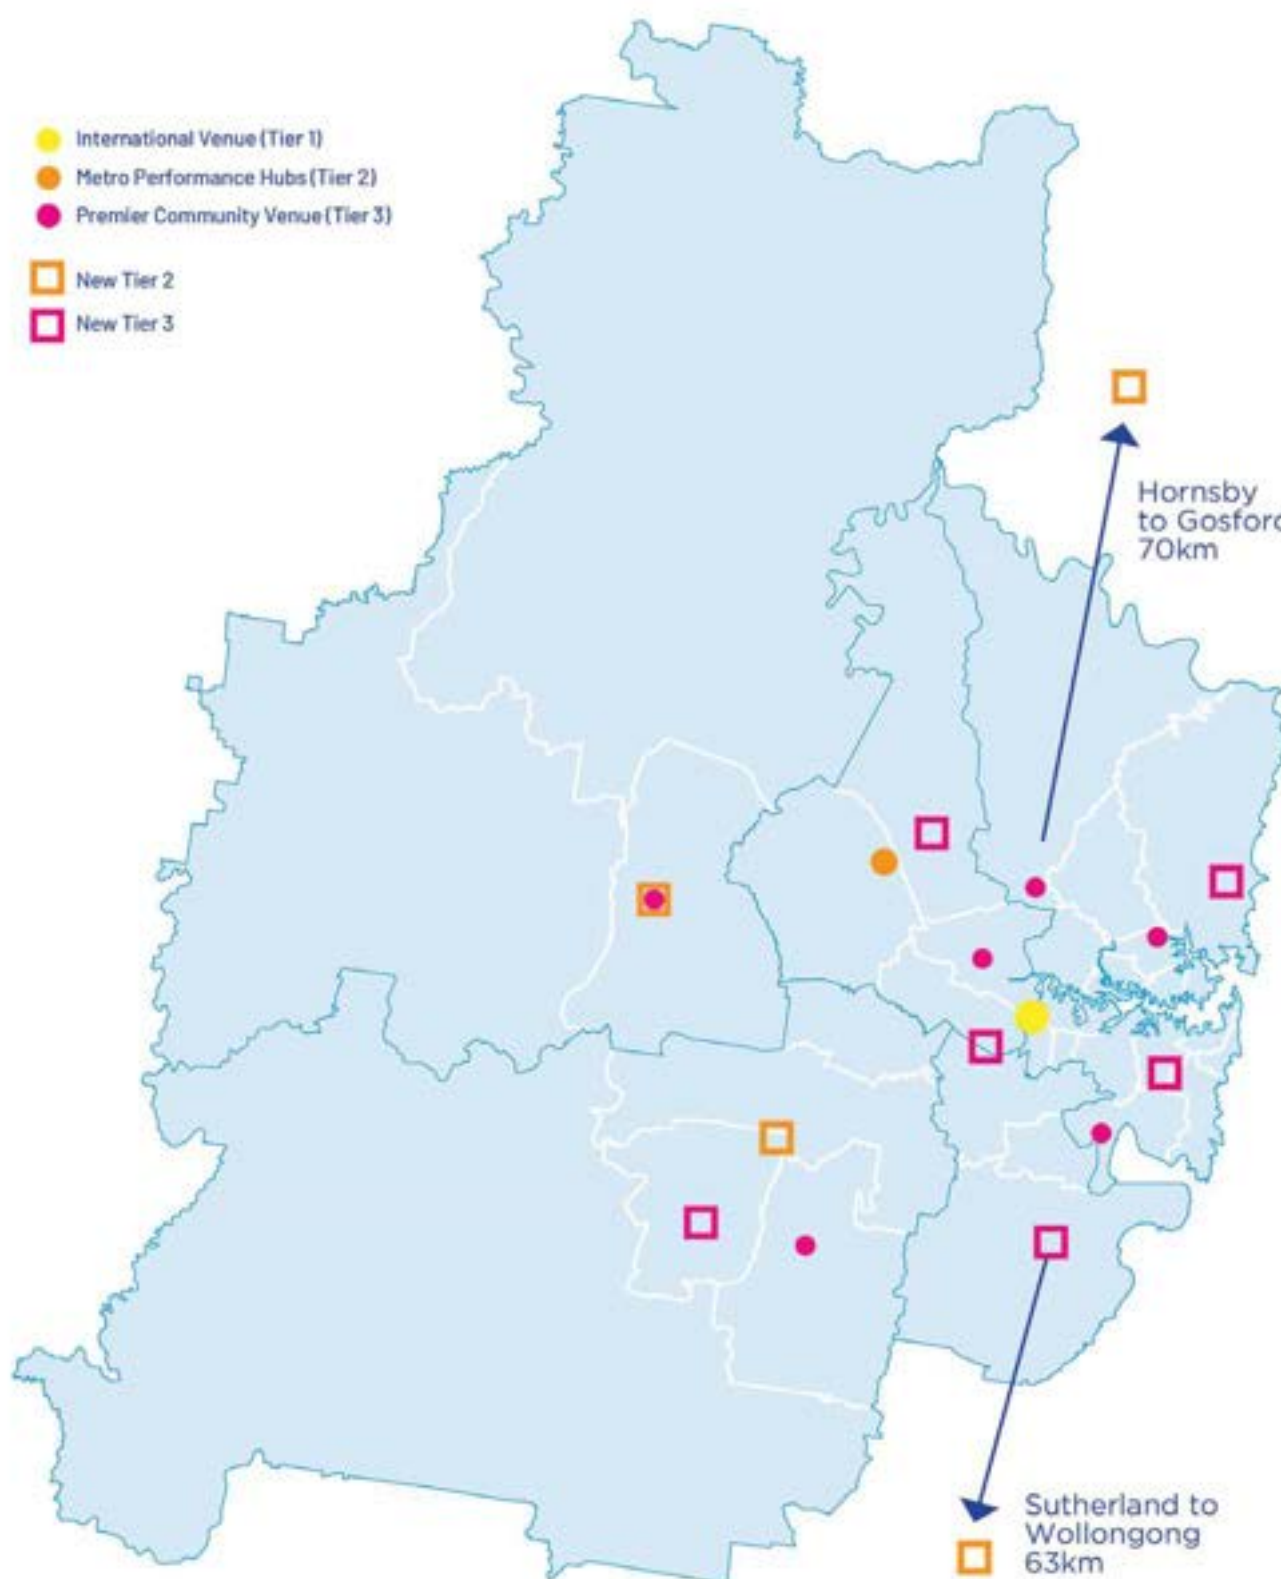 International Venue (Tier 1)
Metro Performance Hubs (Tier 2)
Premier Community Venue (Tier 3)
New Tier 2
New Tier 3
Hornsby
to Gosford
70km
Sutherland to
Wollongong
63km